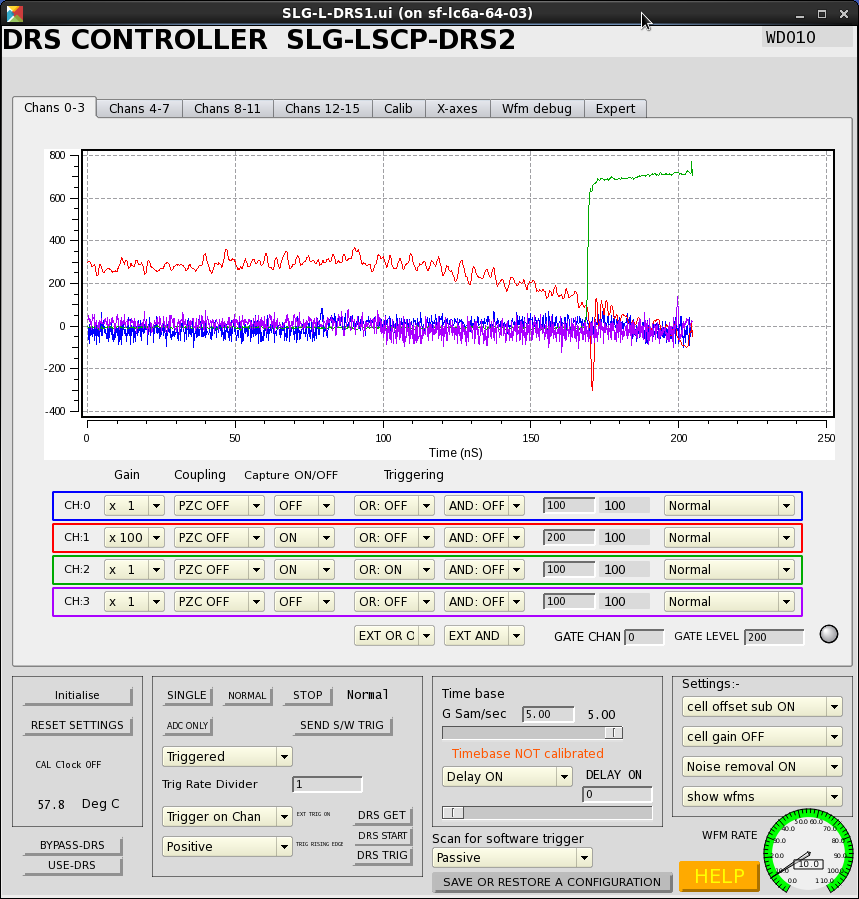 SLG-L-DRS1.ui (on sf-lc6a-64-03)
DRS CONTROLLER SLG-LSCP-DRS2
WD010
Chans 0-3 Chans 4-7 Chans 8-11 Chans 12-15 Calib X-axes Wfm debug Expert
800
600
400
200
0
-200
-400
0 50 100 150 200 250
Time (nS)
Gain Coupling Capture ON/OFF Triggering
CH:0 x 1 PZC OFF OFF OR: OFF AND: OFF 100 100 Normal
CH:1 x 100 PZC OFF ON OR: OFF AND: OFF 200 100 Normal
CH:2 x 1 PZC OFF ON OR: ON AND: OFF 100 100 Normal
CH:3 x 1 PZC OFF OFF OR: OFF AND: OFF 100 100 Normal
EXT OR O EXT AND GATE CHAN 0 GATE LEVEL 200
Initialise
RESET SETTINGS
CAL Clock OFF
57.8 Deg C
BYPASS-DRS
USE-DRS
SINGLE NORMAL STOP Normal
ADC ONLY SEND S/W TRIG
Triggered
Trig Rate Divider 1
Trigger on Chan EXT TRIG ON DRS GET
DRS START
Positive TRIG RISING EDGE
DRS TRIG
Time base
G Sam/sec 5.00 5.00
Timebase NOT calibrated
Delay ON DELAY ON
0
Scan for software trigger
Passive
SAVE OR RESTORE A CONFIGURATION
Settings:-
cell offset sub ON
cell gain OFF
Noise removal ON
show wfms
WFM RATE
HELP
50.0 60.0
40.0 70.0
30.0 80.0
20.0 90.0
10.0 10.0 100.0
0.0 110.0